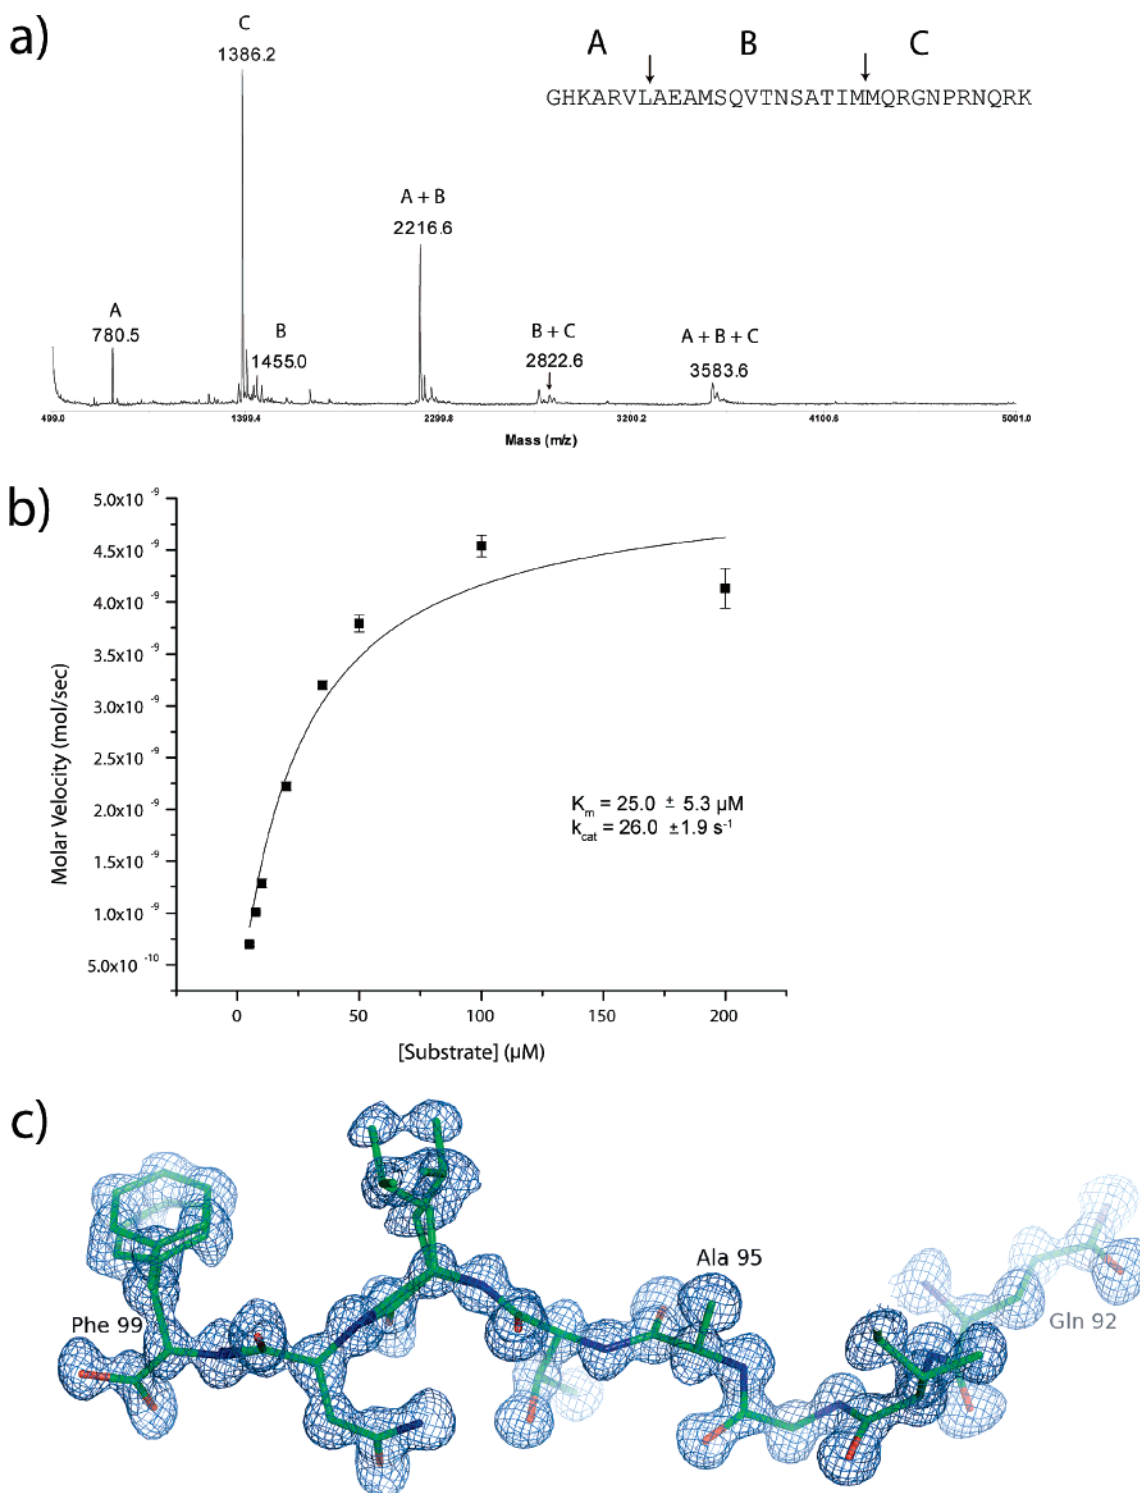 a)
C
1386.2
A B C
GHKARVLAEAMSQVTNSATIMMQRGNPRNQRK
A + B
2216.6
A
780.5
B
1455.0
B + C
2822.6
A + B + C
3583.6
499.0 1399.4 2299.8 3200.2 4100.6 5001.0
Mass (m/z)
b)
5.0x10 -9
4.5x10 -9
4.0x10 -9
3.5x10 -9
3.0x10 -9
2.5x10 -9
2.0x10 -9
1.5x10 -9
1.0x10 -9
5.0x10 -10
Molar Velocity (mol/sec)
Km = 25.0 ± 5.3 µM
kcat = 26.0 ±1.9 s-1
0 50 100 150 200
[Substrate] (µM)
c)
Ala 95
Phe 99
Gln 92